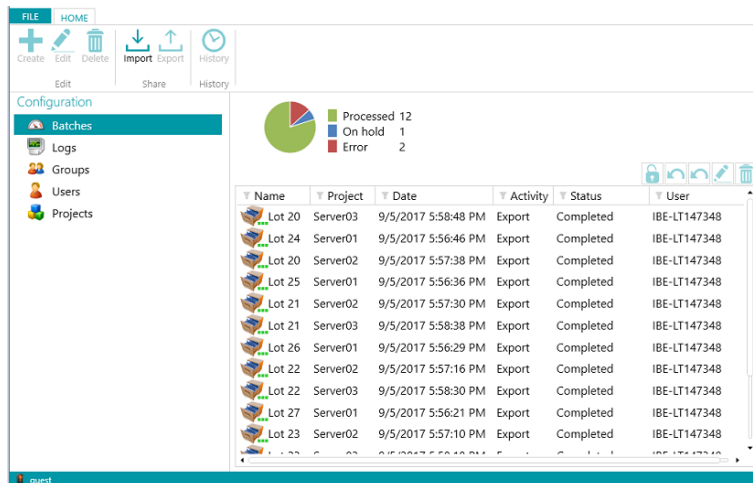 FILE HOME
Create Edit Delete Import Export History
Edit Share History
Configuration
Batches
Logs
Groups
Users
Projects
Processed 12
On hold 1
Error 2
Name Project Date Activity Status User
Lot 20 Server03 9/5/2017 5:58:48 PM Export Completed IBE-LT147348
Lot 24 Server01 9/5/2017 5:56:46 PM Export Completed IBE-LT147348
Lot 20 Server02 9/5/2017 5:57:38 PM Export Completed IBE-LT147348
Lot 25 Server01 9/5/2017 5:56:36 PM Export Completed IBE-LT147348
Lot 21 Server02 9/5/2017 5:57:30 PM Export Completed IBE-LT147348
Lot 21 Server03 9/5/2017 5:58:38 PM Export Completed IBE-LT147348
Lot 26 Server01 9/5/2017 5:56:29 PM Export Completed IBE-LT147348
Lot 22 Server02 9/5/2017 5:57:16 PM Export Completed IBE-LT147348
Lot 22 Server03 9/5/2017 5:58:30 PM Export Completed IBE-LT147348
Lot 27 Server01 9/5/2017 5:56:21 PM Export Completed IBE-LT147348
Lot 23 Server02 9/5/2017 5:57:10 PM Export Completed IBE-LT147348
guest